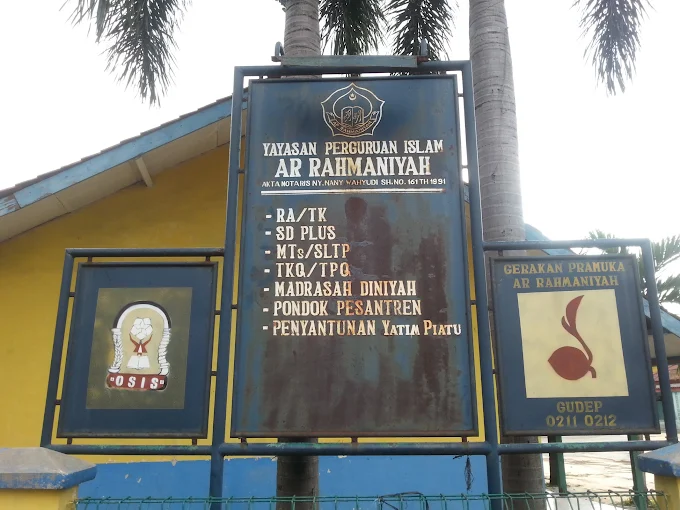 YAYASAN PERGURUAN ISLAM
AR RAHMANIYAH
AKTA NOTARIS NY. NANY WAHYUDI SH. NO. 161 TH 1991
- RA/TK
- SD PLUS
- MTs/SLTP
- TKQ/TPQ
- MADRASAH DINIYAH
- PONDOK PESANTREN
- PENYANTUNAN YATIM PIATU
"OSIS"
GERAKAN PRAMUKA
AR RAHMANIYAH
GUDEP
0211 0212